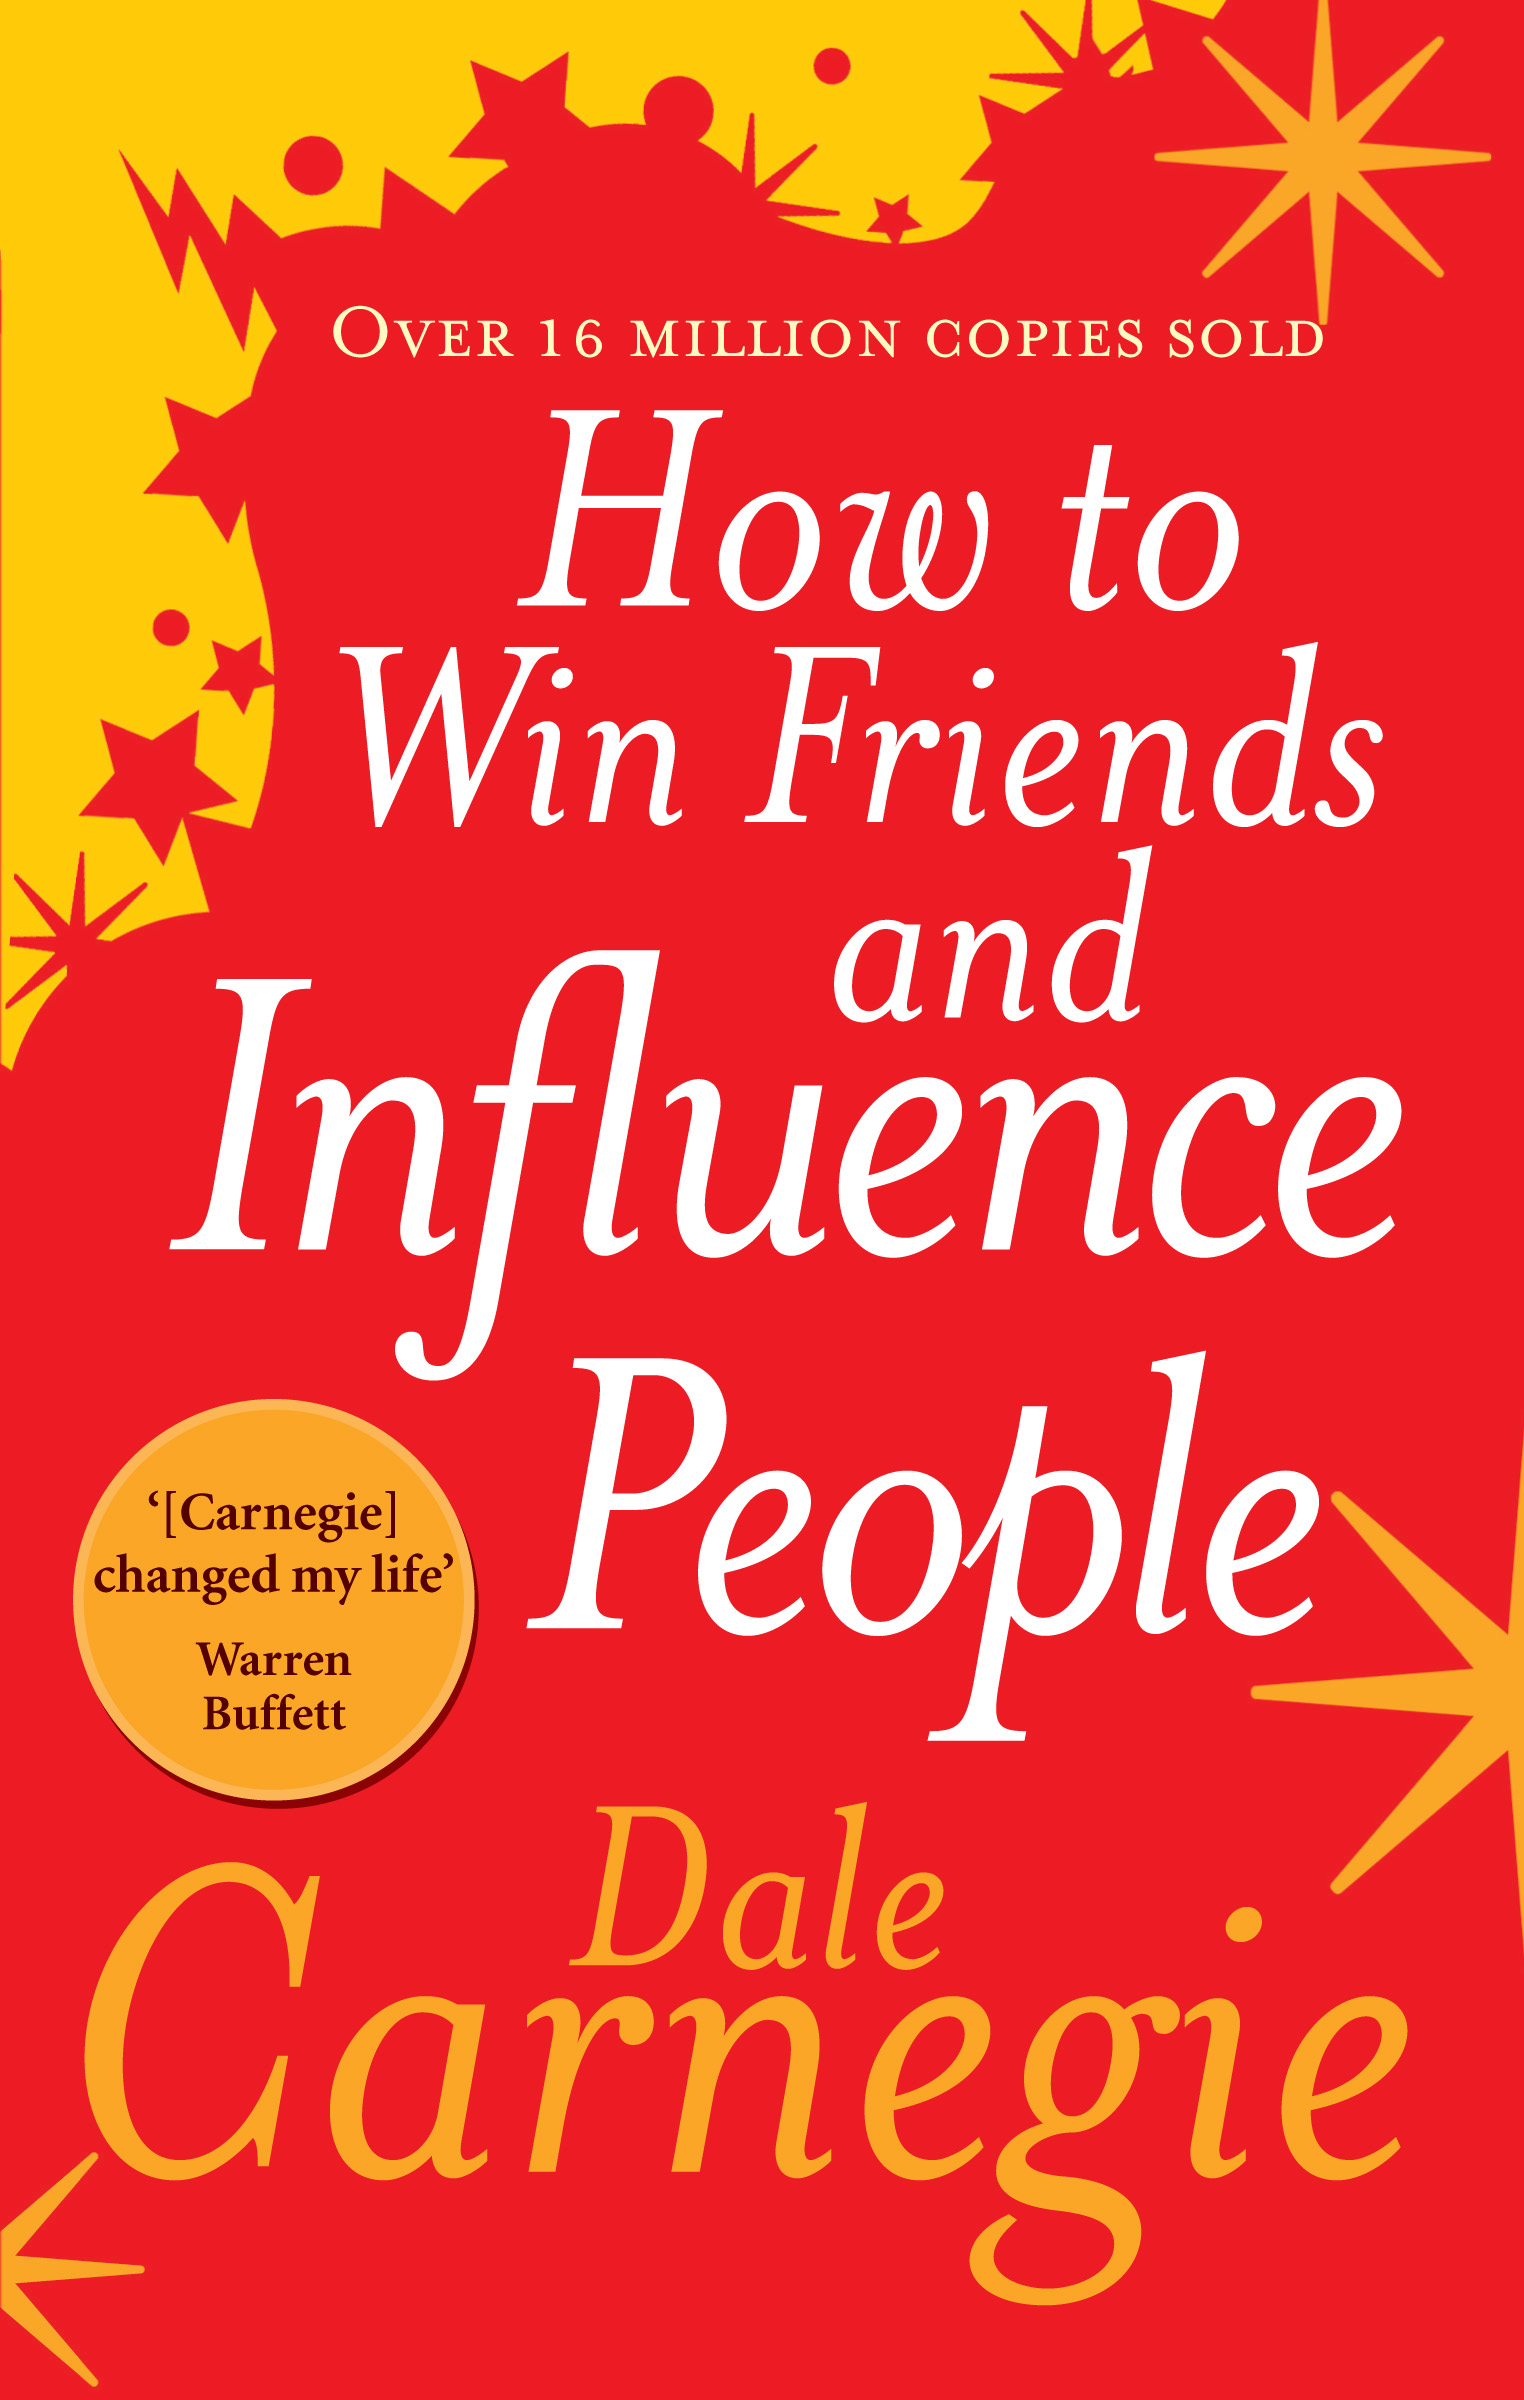 Over 16 million copies sold
How to
Win Friends
and
Influence
People
‘[Carnegie]
changed my life’
Warren
Buffett
Dale
Carnegie